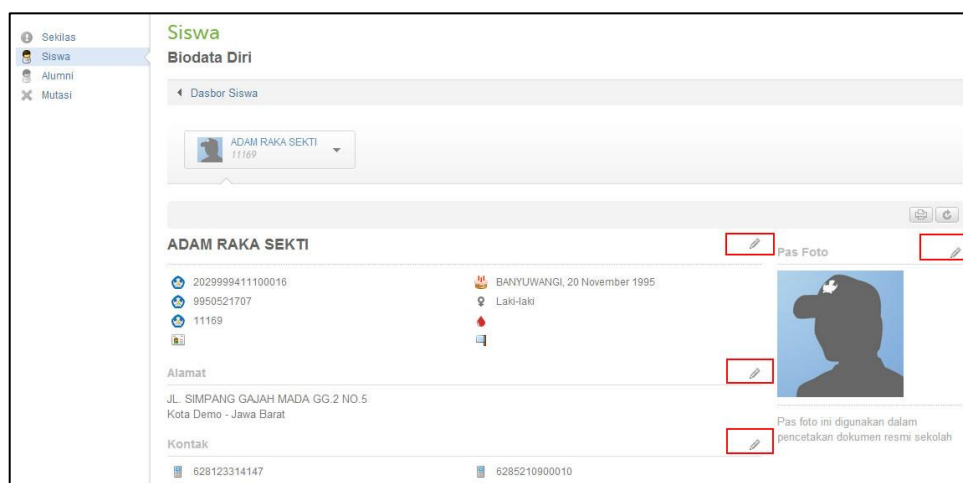 Sekilas
Siswa
Alumni
Mutasi
Siswa
Biodata Diri
Dasbor Siswa
ADAM RAKA SEKTI
11169
ADAM RAKA SEKTI
2029999411100016
BANYUWANGI, 20 November 1995
9950521707
Laki-laki
11169
Alamat
JL. SIMPANG GAJAH MADA GG.2 NO.5
Kota Demo - Jawa Barat
Kontak
628123314147
6285210900010
Pas Foto
Pas foto ini digunakan dalam
pencetakan dokumen resmi sekolah